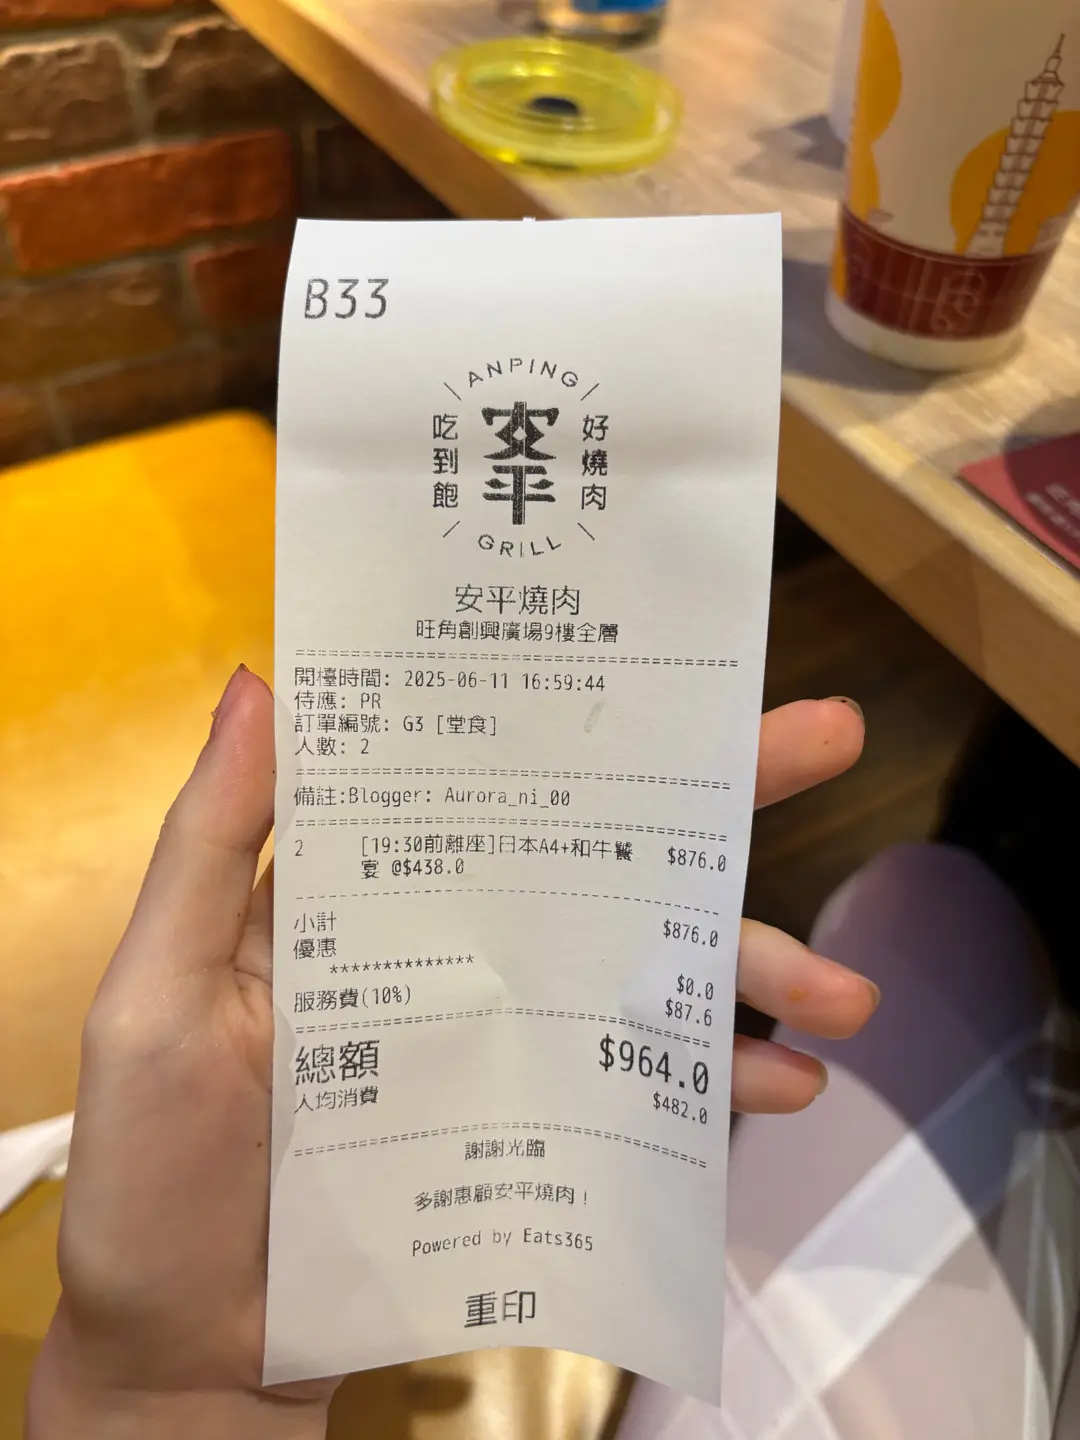 B33
ANPING
吃到飽
安平
好燒肉
GRILL
安平燒肉
旺角創興廣場9樓全層
開檯時間: 2025-06-11 16:59:44
侍應: PR
訂單編號: G3 [堂食]
人數: 2
備註:Blogger: Aurora_ni_00
2 [19:30前離座]日本A4+和牛饗 $876.0
宴 @$438.0
小計 $876.0
優惠
************** $0.0
服務費(10%) $87.6
總額 $964.0
人均消費 $482.0
謝謝光臨
多謝惠顧安平燒肉!
Powered by Eats365
重印